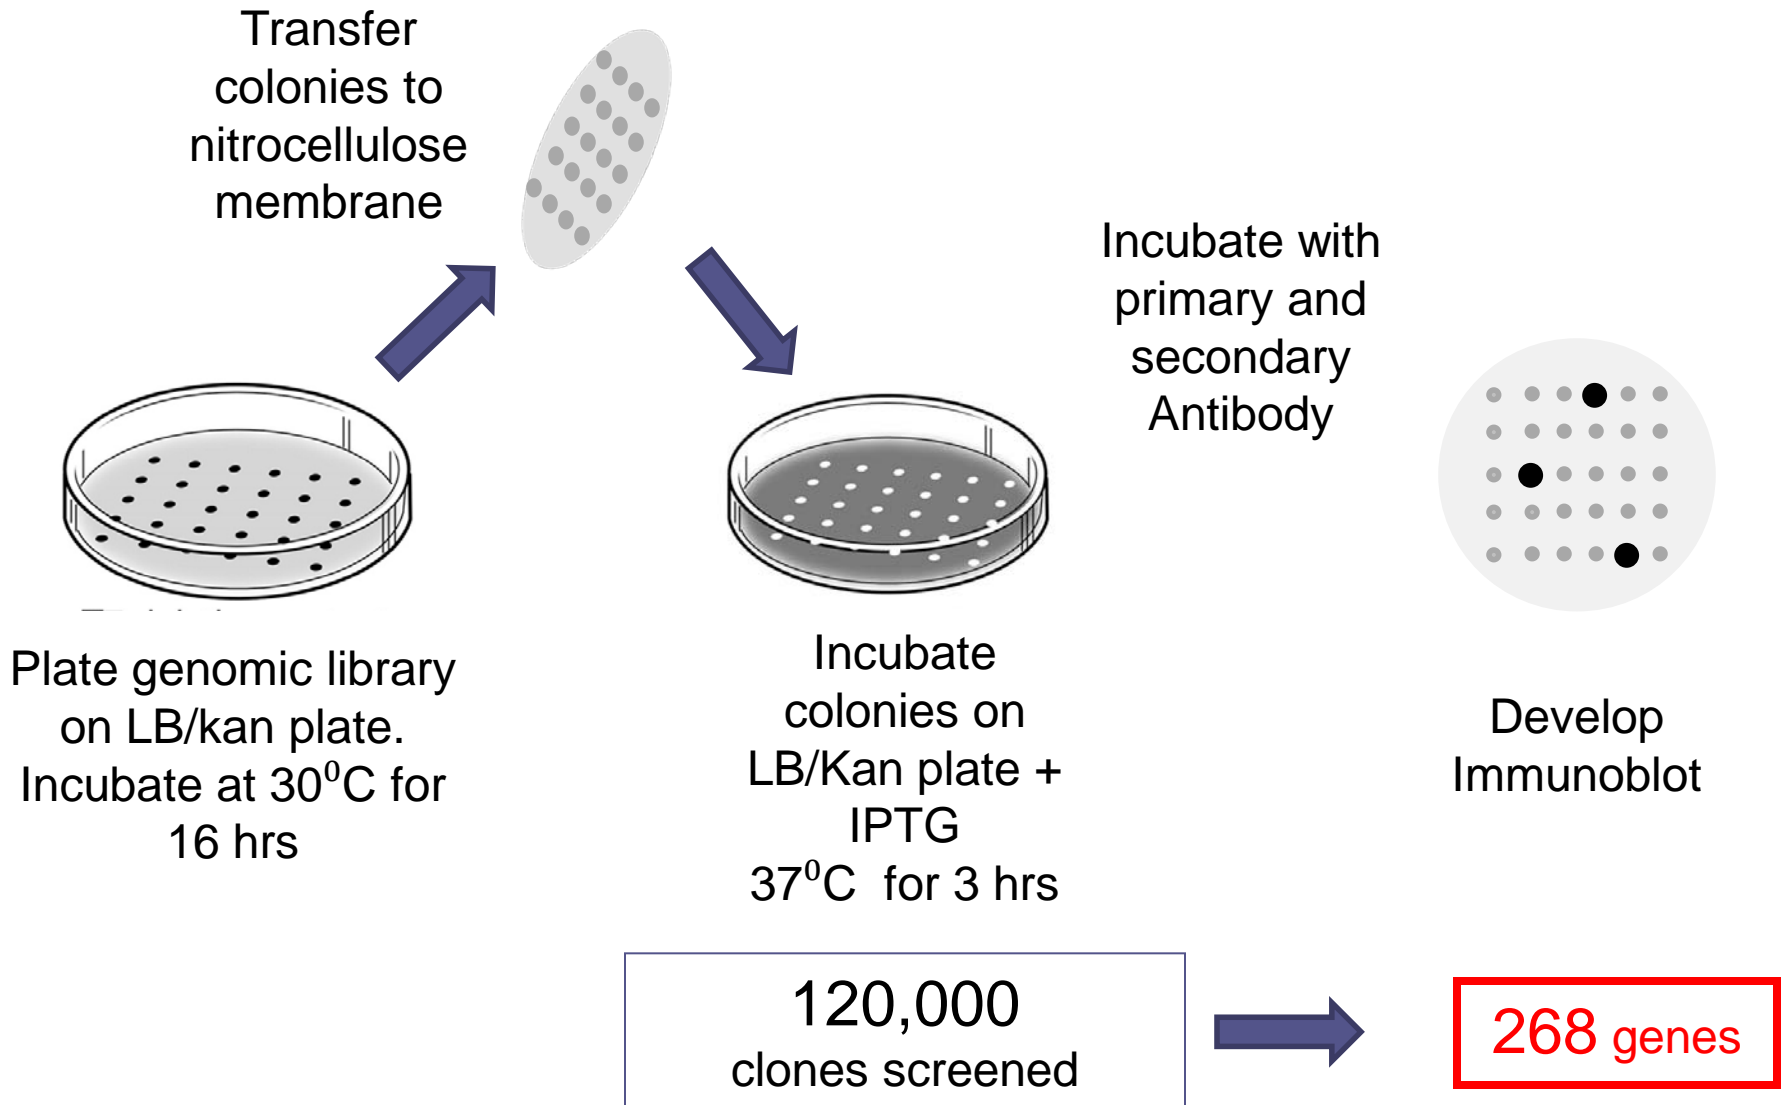 Transfer
colonies to
nitrocellulose
membrane
Incubate with
primary and
secondary
Antibody
Plate genomic library
on LB/kan plate.
Incubate at 30⁰C for
16 hrs
Incubate
colonies on
LB/Kan plate +
IPTG
37⁰C for 3 hrs
Develop
Immunoblot
120,000
clones screened
268 genes